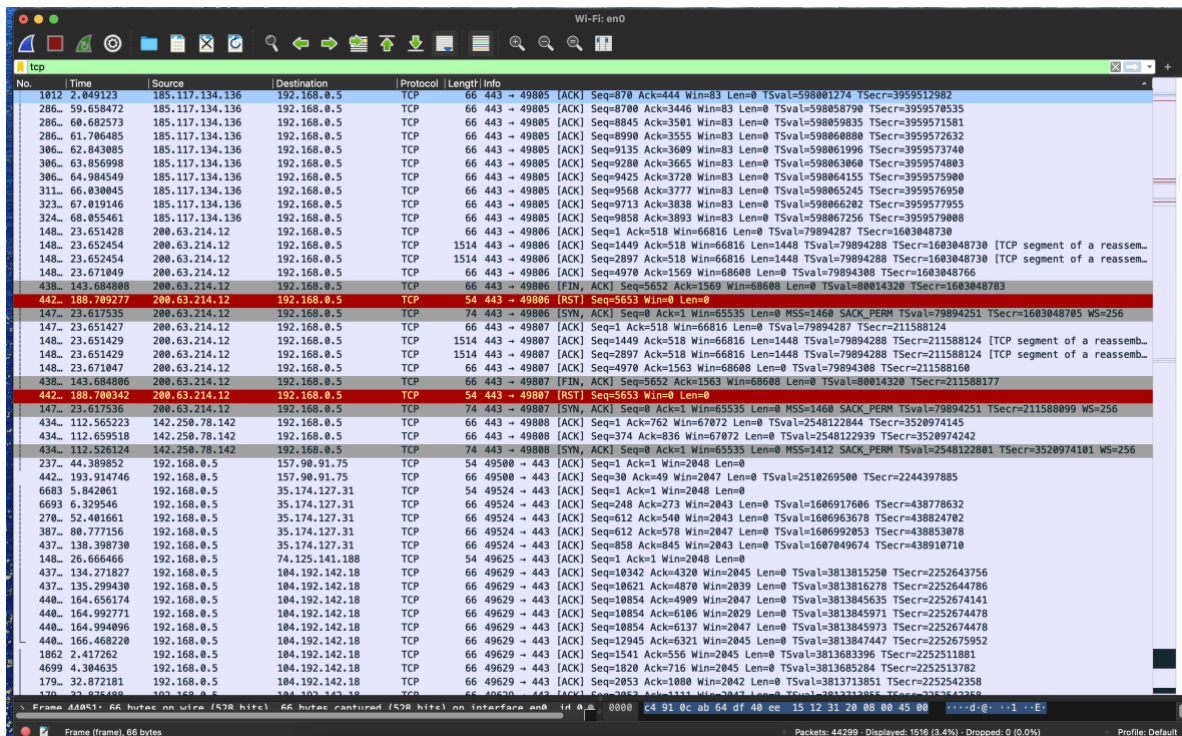 Wi-Fi: en0
tcp
No. Time Source Destination Protocol Length Info
1012 2.049123 185.117.134.136 192.168.0.5 TCP 66 443 → 49805 [ACK] Seq=870 Ack=444 Win=83 Len=0 TSval=598001274 TSecr=3959512982
286… 59.658472 185.117.134.136 192.168.0.5 TCP 66 443 → 49805 [ACK] Seq=8700 Ack=3446 Win=83 Len=0 TSval=598058790 TSecr=3959570535
286… 60.682573 185.117.134.136 192.168.0.5 TCP 66 443 → 49805 [ACK] Seq=8845 Ack=3501 Win=83 Len=0 TSval=598059835 TSecr=3959571581
286… 61.706485 185.117.134.136 192.168.0.5 TCP 66 443 → 49805 [ACK] Seq=8990 Ack=3555 Win=83 Len=0 TSval=598060880 TSecr=3959572632
306… 62.843085 185.117.134.136 192.168.0.5 TCP 66 443 → 49805 [ACK] Seq=9135 Ack=3609 Win=83 Len=0 TSval=598061996 TSecr=3959573740
306… 63.856998 185.117.134.136 192.168.0.5 TCP 66 443 → 49805 [ACK] Seq=9280 Ack=3665 Win=83 Len=0 TSval=598063060 TSecr=3959574803
306… 64.984549 185.117.134.136 192.168.0.5 TCP 66 443 → 49805 [ACK] Seq=9425 Ack=3720 Win=83 Len=0 TSval=598064155 TSecr=3959575900
311… 66.030045 185.117.134.136 192.168.0.5 TCP 66 443 → 49805 [ACK] Seq=9568 Ack=3777 Win=83 Len=0 TSval=598065245 TSecr=3959576950
323… 67.019146 185.117.134.136 192.168.0.5 TCP 66 443 → 49805 [ACK] Seq=9713 Ack=3838 Win=83 Len=0 TSval=598066202 TSecr=3959577955
324… 68.055461 185.117.134.136 192.168.0.5 TCP 66 443 → 49805 [ACK] Seq=9858 Ack=3893 Win=83 Len=0 TSval=598067256 TSecr=3959579008
148… 23.651428 200.63.214.12 192.168.0.5 TCP 66 443 → 49806 [ACK] Seq=1 Ack=518 Win=66816 Len=0 TSval=79894287 TSecr=1603048730
148… 23.652454 200.63.214.12 192.168.0.5 TCP 1514 443 → 49806 [ACK] Seq=1449 Ack=518 Win=66816 Len=1448 TSval=79894288 TSecr=1603048730 [TCP segment of a reassem…
148… 23.652454 200.63.214.12 192.168.0.5 TCP 1514 443 → 49806 [ACK] Seq=2897 Ack=518 Win=66816 Len=1448 TSval=79894288 TSecr=1603048730 [TCP segment of a reassem…
148… 23.671049 200.63.214.12 192.168.0.5 TCP 66 443 → 49806 [ACK] Seq=4970 Ack=1569 Win=68608 Len=0 TSval=79894308 TSecr=1603048766
438… 143.684808 200.63.214.12 192.168.0.5 TCP 66 443 → 49806 [FIN, ACK] Seq=5652 Ack=1569 Win=68608 Len=0 TSval=80014320 TSecr=1603048783
442… 188.709277 200.63.214.12 192.168.0.5 TCP 54 443 → 49806 [RST] Seq=5653 Win=0 Len=0
147… 23.617535 200.63.214.12 192.168.0.5 TCP 74 443 → 49806 [SYN, ACK] Seq=0 Ack=1 Win=65535 Len=0 MSS=1460 SACK_PERM TSval=79894251 TSecr=1603048705 WS=256
148… 23.651427 200.63.214.12 192.168.0.5 TCP 66 443 → 49807 [ACK] Seq=1 Ack=518 Win=66816 Len=0 TSval=79894287 TSecr=211588124
148… 23.651429 200.63.214.12 192.168.0.5 TCP 1514 443 → 49807 [ACK] Seq=1449 Ack=518 Win=66816 Len=1448 TSval=79894288 TSecr=211588124 [TCP segment of a reassemb…
148… 23.651429 200.63.214.12 192.168.0.5 TCP 1514 443 → 49807 [ACK] Seq=2897 Ack=518 Win=66816 Len=1448 TSval=79894288 TSecr=211588124 [TCP segment of a reassemb…
148… 23.671047 200.63.214.12 192.168.0.5 TCP 66 443 → 49807 [ACK] Seq=4970 Ack=1563 Win=68608 Len=0 TSval=79894308 TSecr=211588160
438… 143.684806 200.63.214.12 192.168.0.5 TCP 66 443 → 49807 [FIN, ACK] Seq=5652 Ack=1563 Win=68608 Len=0 TSval=80014320 TSecr=211588177
442… 188.700342 200.63.214.12 192.168.0.5 TCP 54 443 → 49807 [RST] Seq=5653 Win=0 Len=0
147… 23.617536 200.63.214.12 192.168.0.5 TCP 74 443 → 49807 [SYN, ACK] Seq=0 Ack=1 Win=65535 Len=0 MSS=1460 SACK_PERM TSval=79894251 TSecr=211588099 WS=256
434… 112.565223 142.250.78.142 192.168.0.5 TCP 66 443 → 49808 [ACK] Seq=1 Ack=762 Win=67072 Len=0 TSval=2548122844 TSecr=3520974145
434… 112.659518 142.250.78.142 192.168.0.5 TCP 66 443 → 49808 [ACK] Seq=374 Ack=836 Win=67072 Len=0 TSval=2548122939 TSecr=3520974242
434… 112.526124 142.250.78.142 192.168.0.5 TCP 74 443 → 49808 [SYN, ACK] Seq=0 Ack=1 Win=65535 Len=0 MSS=1412 SACK_PERM TSval=2548122801 TSecr=3520974101 WS=256
237… 44.389852 192.168.0.5 157.90.91.75 TCP 54 49500 → 443 [ACK] Seq=1 Ack=1 Win=2048 Len=0
442… 193.914746 192.168.0.5 157.90.91.75 TCP 66 49500 → 443 [ACK] Seq=30 Ack=49 Win=2047 Len=0 TSval=2510269500 TSecr=2244397885
6683 5.842061 192.168.0.5 35.174.127.31 TCP 54 49524 → 443 [ACK] Seq=1 Ack=1 Win=2048 Len=0
6693 6.329546 192.168.0.5 35.174.127.31 TCP 66 49524 → 443 [ACK] Seq=248 Ack=273 Win=2043 Len=0 TSval=1606917606 TSecr=438778632
270… 52.401661 192.168.0.5 35.174.127.31 TCP 66 49524 → 443 [ACK] Seq=612 Ack=540 Win=2043 Len=0 TSval=1606963678 TSecr=438824702
387… 80.777156 192.168.0.5 35.174.127.31 TCP 66 49524 → 443 [ACK] Seq=612 Ack=578 Win=2047 Len=0 TSval=1606992053 TSecr=438853078
437… 138.398730 192.168.0.5 35.174.127.31 TCP 66 49524 → 443 [ACK] Seq=858 Ack=845 Win=2043 Len=0 TSval=1607049674 TSecr=438910710
148… 26.666466 192.168.0.5 74.125.141.188 TCP 54 49625 → 443 [ACK] Seq=1 Ack=1 Win=2048 Len=0
437… 134.271827 192.168.0.5 104.192.142.18 TCP 66 49629 → 443 [ACK] Seq=10342 Ack=4320 Win=2045 Len=0 TSval=3813815250 TSecr=2252643756
437… 135.299430 192.168.0.5 104.192.142.18 TCP 66 49629 → 443 [ACK] Seq=10621 Ack=4870 Win=2039 Len=0 TSval=3813816278 TSecr=2252644786
440… 164.656174 192.168.0.5 104.192.142.18 TCP 66 49629 → 443 [ACK] Seq=10854 Ack=4909 Win=2047 Len=0 TSval=3813845635 TSecr=2252674141
440… 164.992771 192.168.0.5 104.192.142.18 TCP 66 49629 → 443 [ACK] Seq=10854 Ack=6106 Win=2029 Len=0 TSval=3813845971 TSecr=2252674478
440… 164.994096 192.168.0.5 104.192.142.18 TCP 66 49629 → 443 [ACK] Seq=10854 Ack=6137 Win=2047 Len=0 TSval=3813845973 TSecr=2252674478
440… 166.468220 192.168.0.5 104.192.142.18 TCP 66 49629 → 443 [ACK] Seq=12945 Ack=6321 Win=2045 Len=0 TSval=3813847447 TSecr=2252675952
1862 2.417262 192.168.0.5 104.192.142.18 TCP 66 49629 → 443 [ACK] Seq=1541 Ack=556 Win=2045 Len=0 TSval=3813683396 TSecr=2252511881
4699 4.304635 192.168.0.5 104.192.142.18 TCP 66 49629 → 443 [ACK] Seq=1820 Ack=716 Win=2045 Len=0 TSval=3813685284 TSecr=2252513782
179… 32.872181 192.168.0.5 104.192.142.18 TCP 66 49629 → 443 [ACK] Seq=2053 Ack=1080 Win=2042 Len=0 TSval=3813713851 TSecr=2252542358
Frame 44051: 66 bytes on wire (528 bits), 66 bytes captured (528 bits) on interface en0, id 0 0000 c4 91 0c ab 64 df 40 ee 15 12 31 20 08 00 45 00 ····d·@· ··1 ··E·
Frame (frame), 66 bytes Packets: 44299 · Displayed: 1516 (3.4%) · Dropped: 0 (0.0%) Profile: Default